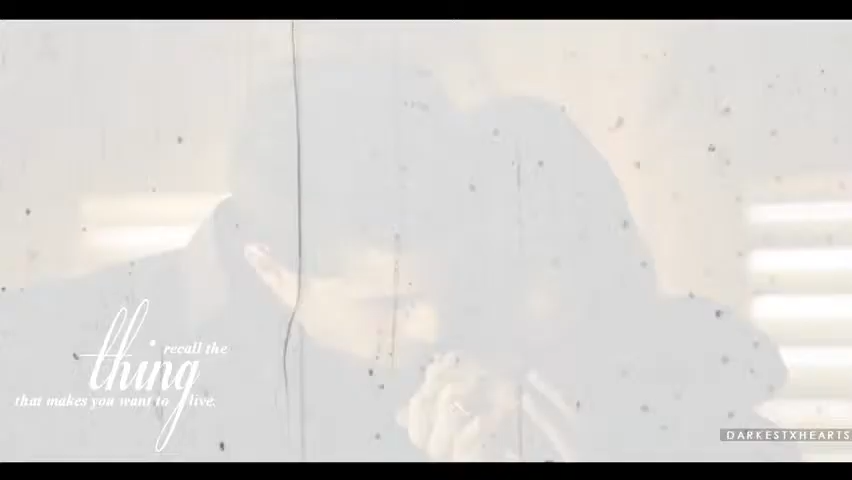 recall the
thing
that makes you want to live.
DARKESTXHEARTS